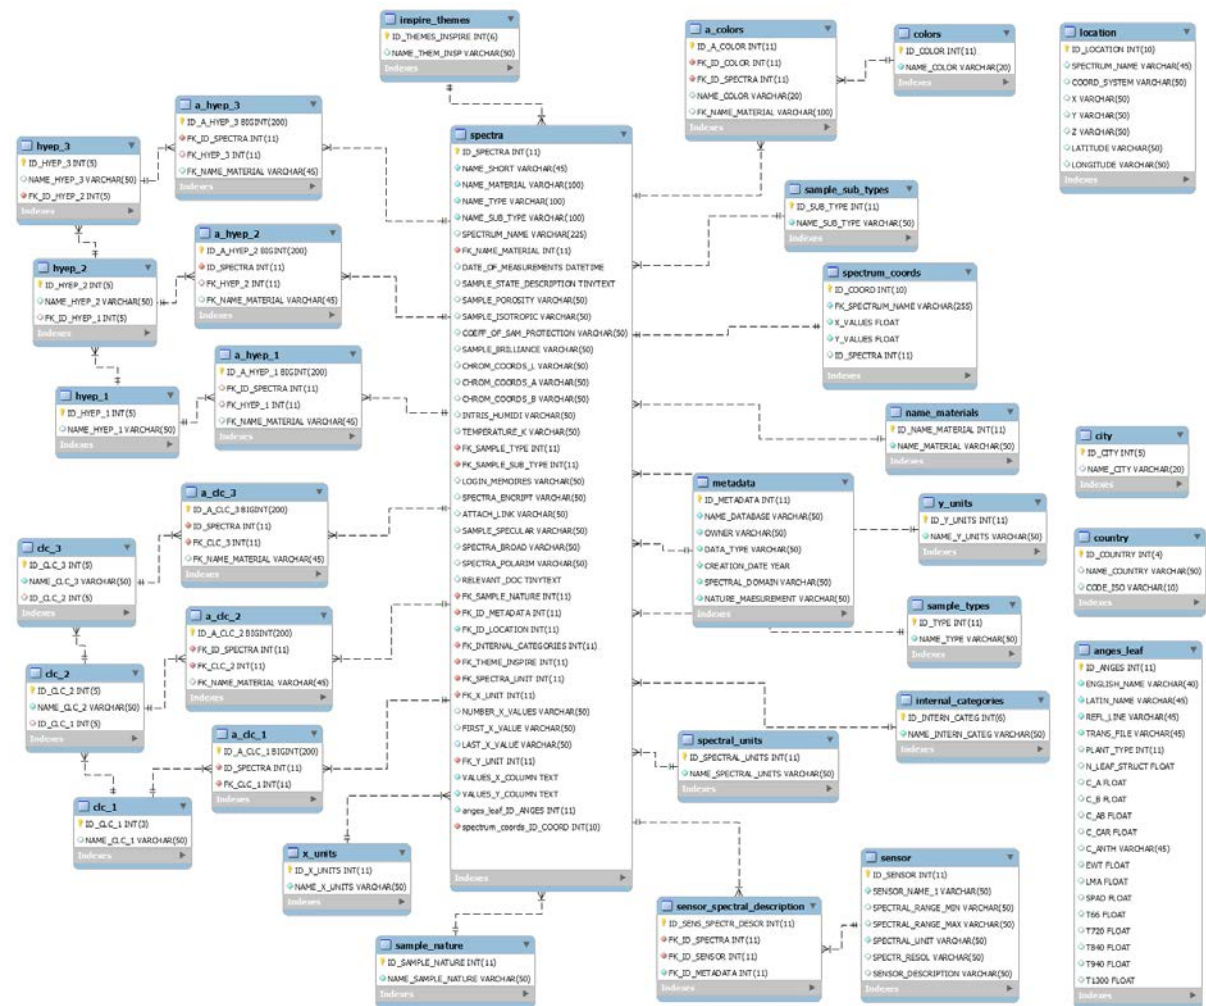 inspire_themes
ID_THEMES_INSPIRE INT(6)
NAME_THEM_INSP VARCHAR(50)
Indexes
a_colors
ID_A_COLOR INT(11)
FK_ID_COLOR INT(11)
FK_ID_SPECTRA INT(11)
NAME_COLOR VARCHAR(20)
FK_NAME_MATERIAL VARCHAR(100)
Indexes
colors
ID_COLOR INT(11)
NAME_COLOR VARCHAR(20)
Indexes
location
ID_LOCATION INT(10)
SPECTRUM_NAME VARCHAR(45)
COORD_SYSTEM VARCHAR(50)
X VARCHAR(50)
Y VARCHAR(50)
Z VARCHAR(50)
LATITUDE VARCHAR(50)
LONGITUDE VARCHAR(50)
Indexes
a_hyep_3
ID_A_HYEP_3 BIGINT(200)
FK_ID_SPECTRA INT(11)
FK_HYEP_3 INT(11)
FK_NAME_MATERIAL VARCHAR(45)
Indexes
hyep_3
ID_HYEP_3 INT(5)
NAME_HYEP_3 VARCHAR(50)
FK_ID_HYEP_2 INT(5)
Indexes
a_hyep_2
ID_A_HYEP_2 BIGINT(200)
ID_SPECTRA INT(11)
FK_HYEP_2 INT(11)
FK_NAME_MATERIAL VARCHAR(45)
Indexes
hyep_2
ID_HYEP_2 INT(5)
NAME_HYEP_2 VARCHAR(50)
FK_ID_HYEP_1 INT(5)
Indexes
a_hyep_1
ID_A_HYEP_1 BIGINT(200)
FK_ID_SPECTRA INT(11)
FK_HYEP_1 INT(11)
FK_NAME_MATERIAL VARCHAR(45)
Indexes
hyep_1
ID_HYEP_1 INT(5)
NAME_HYEP_1 VARCHAR(50)
Indexes
a_clc_3
ID_A_CLC_3 BIGINT(200)
ID_SPECTRA INT(11)
FK_CLC_3 INT(11)
FK_NAME_MATERIAL VARCHAR(45)
Indexes
clc_3
ID_CLC_3 INT(5)
NAME_CLC_3 VARCHAR(50)
ID_CLC_2 INT(5)
Indexes
a_clc_2
ID_A_CLC_2 BIGINT(200)
FK_ID_SPECTRA INT(11)
FK_CLC_2 INT(11)
FK_NAME_MATERIAL VARCHAR(45)
Indexes
clc_2
ID_CLC_2 INT(5)
NAME_CLC_2 VARCHAR(50)
ID_CLC_1 INT(5)
Indexes
a_clc_1
ID_A_CLC_1 BIGINT(200)
ID_SPECTRA INT(11)
FK_CLC_1 INT(11)
Indexes
clc_1
ID_CLC_1 INT(3)
NAME_CLC_1 VARCHAR(50)
Indexes
x_units
ID_X_UNITS INT(11)
NAME_X_UNITS VARCHAR(50)
Indexes
sample_nature
ID_SAMPLE_NATURE INT(11)
NAME_SAMPLE_NATURE VARCHAR(50)
Indexes
spectra
ID_SPECTRA INT(11)
NAME_SHORT VARCHAR(45)
NAME_MATERIAL VARCHAR(100)
NAME_TYPE VARCHAR(100)
NAME_SUB_TYPE VARCHAR(100)
SPECTRUM_NAME VARCHAR(225)
FK_NAME_MATERIAL INT(11)
DATE_OF_MEASUREMENTS DATETIME
SAMPLE_STATE_DESCRIPTION TINYTEXT
SAMPLE_POROSITY VARCHAR(50)
SAMPLE_ISOTROPIC VARCHAR(50)
COEFF_OF_SAM_PROTECTION VARCHAR(50)
SAMPLE_BRILLIANCE VARCHAR(50)
CHROM_COORDS_L VARCHAR(50)
CHROM_COORDS_A VARCHAR(50)
CHROM_COORDS_B VARCHAR(50)
INTRIS_HUMIDI VARCHAR(50)
TEMPERATURE_K VARCHAR(50)
FK_SAMPLE_TYPE INT(11)
FK_SAMPLE_SUB_TYPE INT(11)
LOGIN_MEMOIRES VARCHAR(50)
SPECTRA_ENCRIPT VARCHAR(50)
ATTACH_LINK VARCHAR(50)
SAMPLE_SPECULAR VARCHAR(50)
SPECTRA_BROAD VARCHAR(50)
SPECTRA_POLARIM VARCHAR(50)
RELEVANT_DOC TINYTEXT
FK_SAMPLE_NATURE INT(11)
FK_ID_METADATA INT(11)
FK_ID_LOCATION INT(11)
FK_INTERNAL_CATEGORIES INT(11)
FK_THEME_INSPIRE INT(11)
FK_SPECTRA_UNIT INT(11)
FK_X_UNIT INT(11)
NUMBER_X_VALUES VARCHAR(50)
FIRST_X_VALUE VARCHAR(50)
LAST_X_VALUE VARCHAR(50)
FK_Y_UNIT INT(11)
VALUES_X_COLUMN TEXT
VALUES_Y_COLUMN TEXT
anges_leaf_ID_ANGES INT(11)
spectrum_coords_ID_COORD INT(10)
Indexes
sample_sub_types
ID_SUB_TYPE INT(11)
NAME_SUB_TYPE VARCHAR(50)
Indexes
spectrum_coords
ID_COORD INT(10)
FK_SPECTRUM_NAME VARCHAR(255)
X_VALUES FLOAT
Y_VALUES FLOAT
ID_SPECTRA INT(11)
Indexes
name_materials
ID_NAME_MATERIAL INT(11)
NAME_MATERIAL VARCHAR(50)
Indexes
metadata
ID_METADATA INT(11)
NAME_DATABASE VARCHAR(50)
OWNER VARCHAR(50)
DATA_TYPE VARCHAR(50)
CREATION_DATE YEAR
SPECTRAL_DOMAIN VARCHAR(50)
NATURE_MAESUREMENT VARCHAR(50)
Indexes
y_units
ID_Y_UNITS INT(11)
NAME_Y_UNITS VARCHAR(50)
Indexes
sample_types
ID_TYPE INT(11)
NAME_TYPE VARCHAR(50)
Indexes
internal_categories
ID_INTERN_CATEG INT(6)
NAME_INTERN_CATEG VARCHAR(50)
Indexes
spectral_units
ID_SPECTRAL_UNITS INT(11)
NAME_SPECTRAL_UNITS VARCHAR(50)
Indexes
sensor_spectral_description
ID_SENS_SPECTR_DESCR INT(11)
FK_ID_SPECTRA INT(11)
FK_ID_SENSOR INT(11)
FK_ID_METADATA INT(11)
Indexes
sensor
ID_SENSOR INT(11)
SENSOR_NAME_1 VARCHAR(50)
SPECTRAL_RANGE_MIN VARCHAR(50)
SPECTRAL_RANGE_MAX VARCHAR(50)
SPECTRAL_UNIT VARCHAR(50)
SPECTR_RESOL VARCHAR(50)
SENSOR_DESCRIPTION VARCHAR(50)
Indexes
city
ID_CITY INT(5)
NAME_CITY VARCHAR(20)
Indexes
country
ID_COUNTRY INT(4)
NAME_COUNTRY VARCHAR(50)
CODE_ISO VARCHAR(10)
Indexes
anges_leaf
ID_ANGES INT(11)
ENGLISH_NAME VARCHAR(40)
LATIN_NAME VARCHAR(45)
REFL_LINE VARCHAR(45)
TRANS_FILE VARCHAR(45)
PLANT_TYPE INT(11)
N_LEAF_STRUCT FLOAT
C_A FLOAT
C_B FLOAT
C_AB FLOAT
C_CAR FLOAT
C_ANTH VARCHAR(45)
EWT FLOAT
LMA FLOAT
SPAD FLOAT
T66 FLOAT
T720 FLOAT
T840 FLOAT
T940 FLOAT
T1300 FLOAT
Indexes